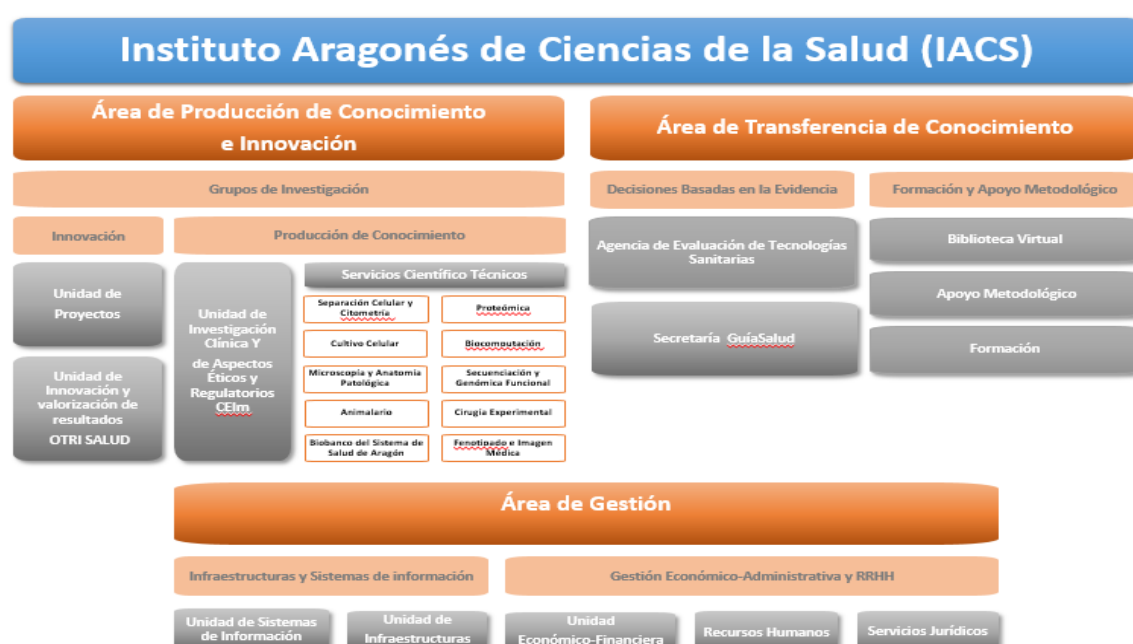 Instituto Aragonés de Ciencias de la Salud (IACS)
Área de Producción de Conocimiento
e Innovación
Área de Transferencia de Conocimiento
Grupos de Investigación
Decisiones Basadas en la Evidencia
Formación y Apoyo Metodológico
Innovación
Producción de Conocimiento
Unidad de
Proyectos
Unidad de
Innovación y
valorización de
resultados
OTRI SALUD
Unidad de
Investigación
Clínica Y
de Aspectos
Éticos y
Regulatorios
CEIm
Servicios Científico Técnicos
Separación Celular y
Citometría
Proteómica
Cultivo Celular
Biocomputación
Microscopía y Anatomía
Patológica
Secuenciación y
Genómica Funcional
Animalario
Cirugía Experimental
Biobanco del Sistema de
Salud de Aragón
Fenotipado e Imagen
Médica
Agencia de Evaluación de Tecnologías
Sanitarias
Secretaría GuíaSalud
Biblioteca Virtual
Apoyo Metodológico
Formación
Área de Gestión
Infraestructuras y Sistemas de información
Gestión Económico-Administrativa y RRHH
Unidad de Sistemas
de Información
Unidad de
Infraestructuras
Unidad
Económico-Financiera
Recursos Humanos
Servicios Jurídicos